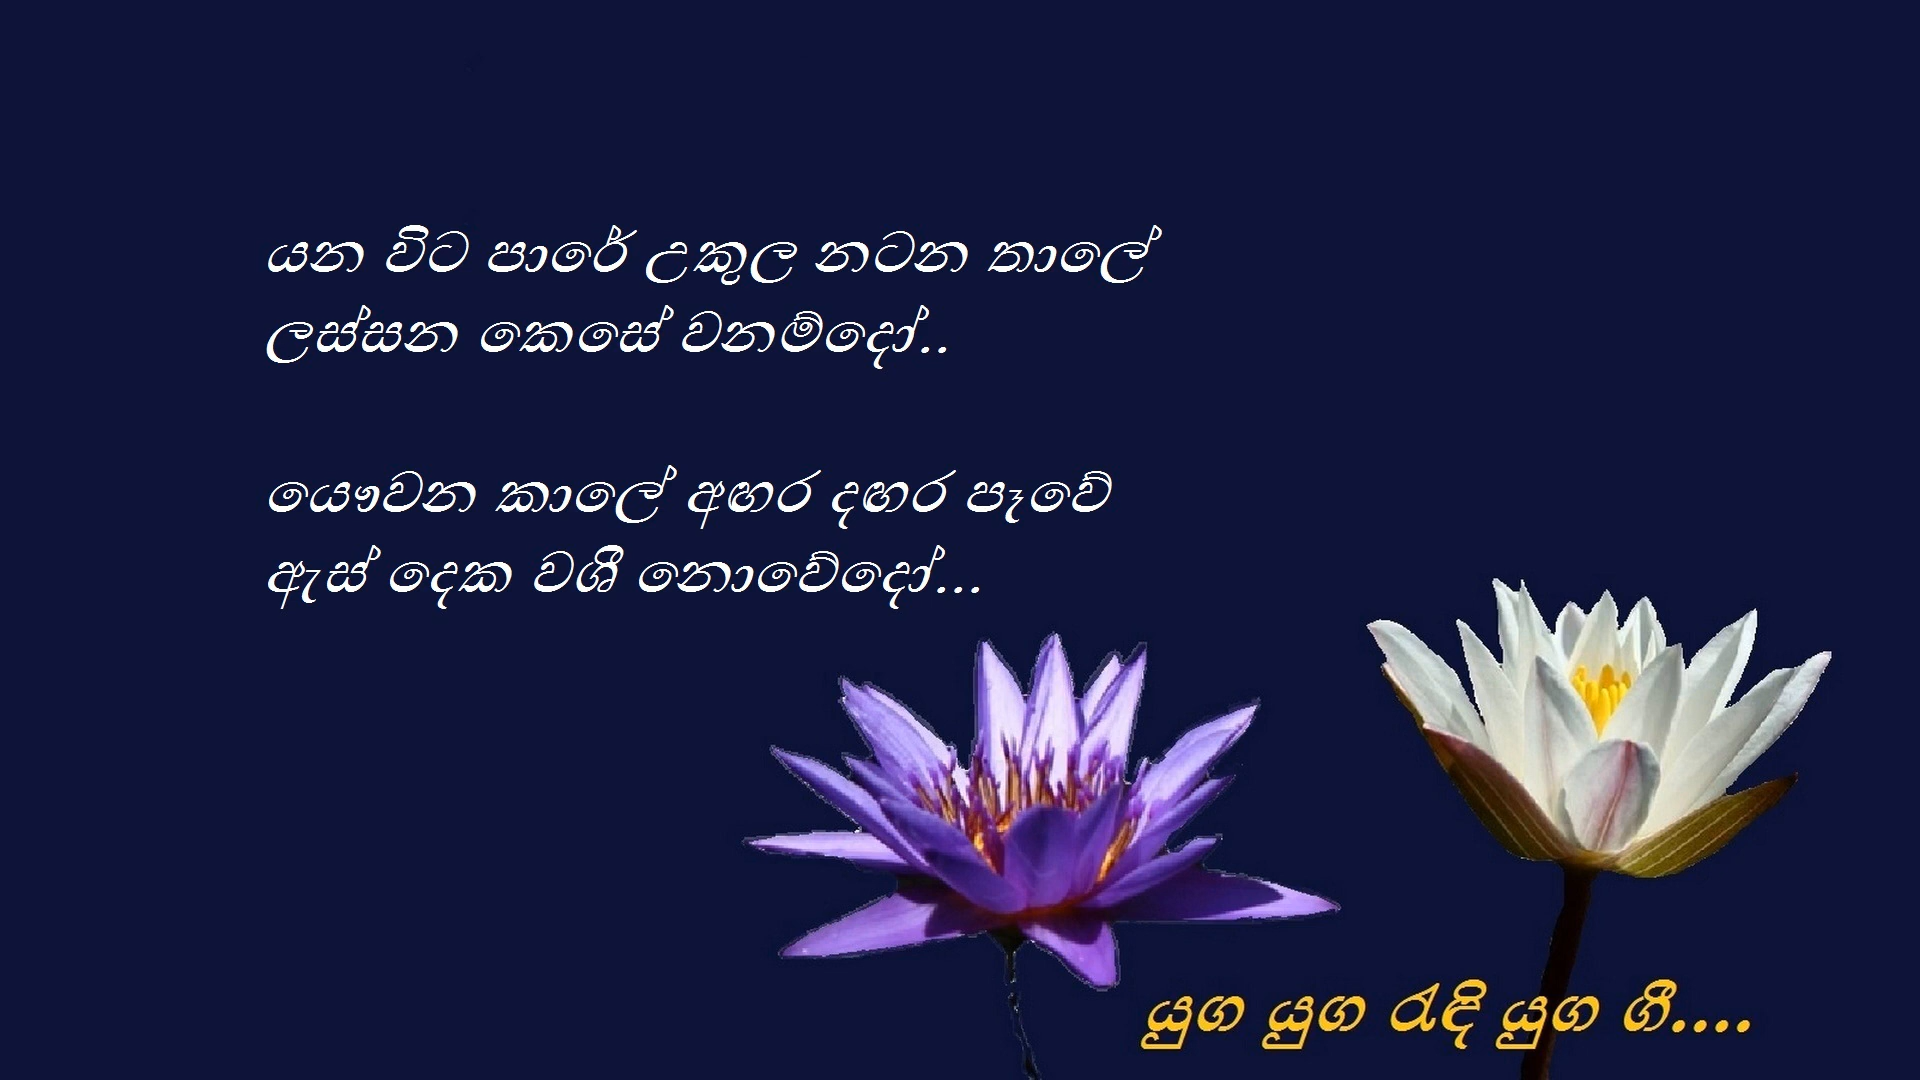 යන විට පාරේ උකුල නටන තාලේ
ලස්සන කෙසේ වනම්දෝ..
යෞවන කාලේ අඟර දඟර පෑවේ
ඇස් දෙක වශී නොවේදෝ...
යුග යුග රැඳි යුග ගී....